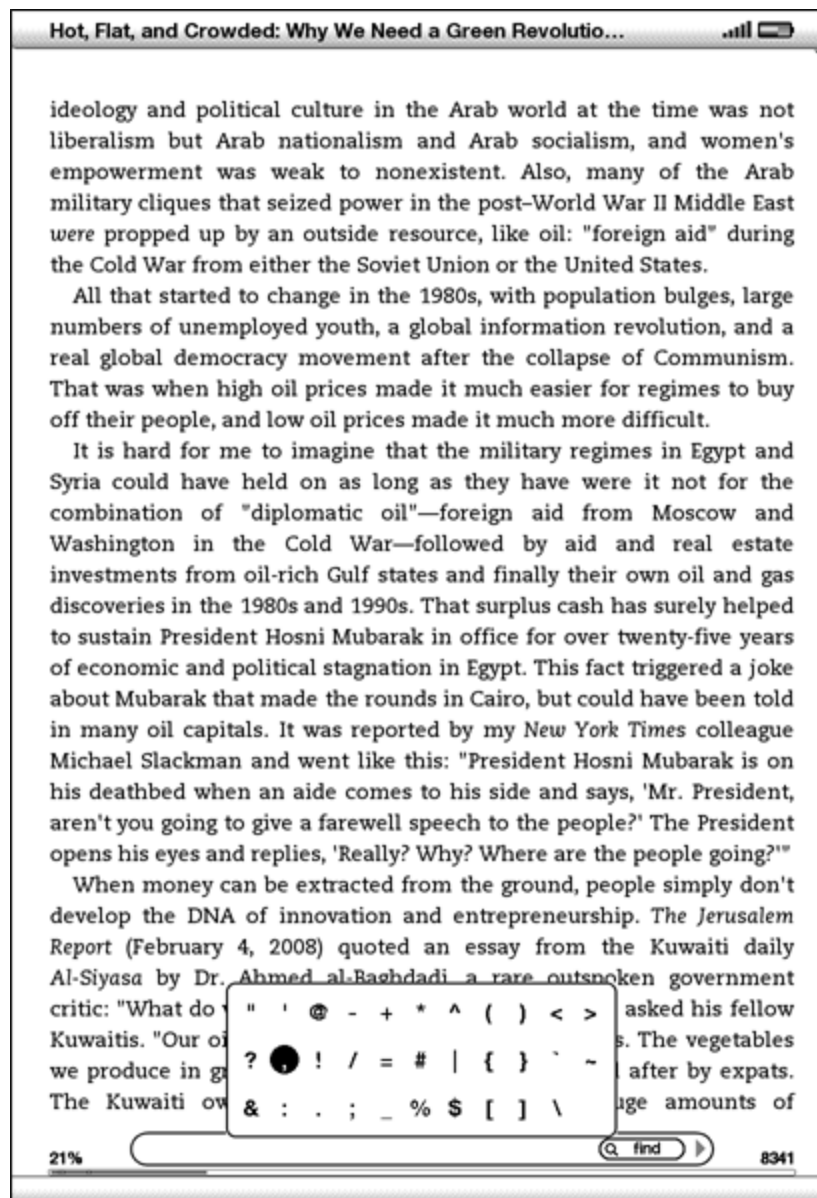 Hot, Flat, and Crowded: Why We Need a Green Revolutio...
ideology and political culture in the Arab world at the time was not
liberalism but Arab nationalism and Arab socialism, and women's
empowerment was weak to nonexistent. Also, many of the Arab
military cliques that seized power in the post–World War II Middle East
were propped up by an outside resource, like oil: "foreign aid" during
the Cold War from either the Soviet Union or the United States.
All that started to change in the 1980s, with population bulges, large
numbers of unemployed youth, a global information revolution, and a
real global democracy movement after the collapse of Communism.
That was when high oil prices made it much easier for regimes to buy
off their people, and low oil prices made it much more difficult.
It is hard for me to imagine that the military regimes in Egypt and
Syria could have held on as long as they have were it not for the
combination of "diplomatic oil"—foreign aid from Moscow and
Washington in the Cold War—followed by aid and real estate
investments from oil-rich Gulf states and finally their own oil and gas
discoveries in the 1980s and 1990s. That surplus cash has surely helped
to sustain President Hosni Mubarak in office for over twenty-five years
of economic and political stagnation in Egypt. This fact triggered a joke
about Mubarak that made the rounds in Cairo, but could have been told
in many oil capitals. It was reported by my New York Times colleague
Michael Slackman and went like this: "President Hosni Mubarak is on
his deathbed when an aide comes to his side and says, 'Mr. President,
aren't you going to give a farewell speech to the people?' The President
opens his eyes and replies, 'Really? Why? Where are the people going?'"
When money can be extracted from the ground, people simply don't
develop the DNA of innovation and entrepreneurship. The Jerusalem
Report (February 4, 2008) quoted an essay from the Kuwaiti daily
Al-Siyasa by Dr. Ahmed al-Baghdadi, a rare outspoken government
critic: "What do asked his fellow
Kuwaitis. "Our The vegetables
we produce in after by expats.
The Kuwaiti amounts of
" ' @ - + * ^ ( ) < >
? , ! / = # | { } ` ~
& : . ; _ % $ [ ] \
21% find 8341